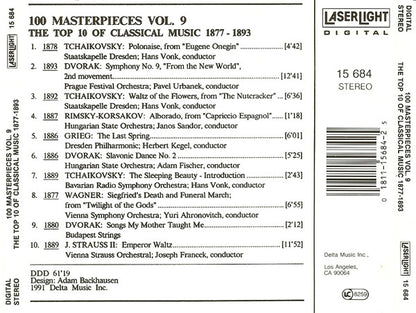 100 MASTERPIECES VOL. 9
THE TOP 10 OF CLASSICAL MUSIC 1877-1893
1. 1878 TCHAIKOVSKY: Polonaise, from "Eugene Onegin" [4'42]
Staatskapelle Dresden; Hans Vonk, conductor
2. 1893 DVORAK: Symphony No. 9, "From the New World",
2nd movement [12'41]
Prague Festival Orchestra; Pavel Urbanek, conductor
3. 1892 TCHAIKOVSKY: Waltz of the Flowers, from "The Nutcracker" [6'36]
Staatskapelle Dresden; Hans Vonk, conductor
4. 1887 RIMSKY-KORSAKOV: Alborado, from "Capriccio Espagnol" [1'18]
Hungarian State Orchestra; Janos Sandor, conductor
5. 1886 GRIEG: The Last Spring [6'01]
Dresden Philharmonic; Herbert Kegel, conductor
6. 1886 DVORAK: Slavonic Dance No. 2 [5'25]
Hungarian State Orchestra; Adam Fischer, conductor
7. 1889 TCHAIKOVSKY: The Sleeping Beauty - Introduction [2'43]
Bavarian Radio Symphony Orchestra; Hans Vonk, conductor
8. 1877 WAGNER: Siegfried's Death and Funeral March;
from "Twilight of the Gods" [6'55]
Vienna Symphony Orchestra; Yuri Ahronovitch, conductor
9. 1880 DVORAK: Songs My Mother Taught Me [2'12]
Budapest Strings
10. 1889 J. STRAUSS II: Emperor Waltz [11'52]
Vienna Strauss Orchestra; Joseph Francek, conductor
DDD 61'19
Design: Adam Backhausen
1991 Delta Music Inc.
LASERLIGHT
DIGITAL
15 684
STEREO
0 18111-15684-2 5
Delta Music Inc.,
Los Angeles,
CA 90064
LC 8259
DIGITAL
STEREO
100 MASTERPIECES VOL. 9
THE TOP 10 OF CLASSICAL MUSIC 1877-1893
15 684
DIGITAL
STEREO
100 MASTERPIECES VOL. 9
THE TOP 10 OF CLASSICAL MUSIC 1877-1893
LASERLIGHT
15 684